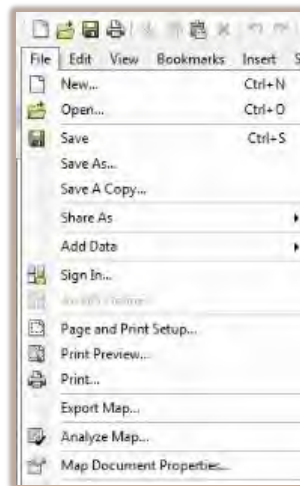 File Edit View Bookmarks Insert S
New... Ctrl+N
Open... Ctrl+O
Save Ctrl+S
Save As...
Save A Copy...
Share As
Add Data
Sign In...
Page and Print Setup...
Print Preview...
Print...
Export Map...
Analyze Map...
Map Document Properties...